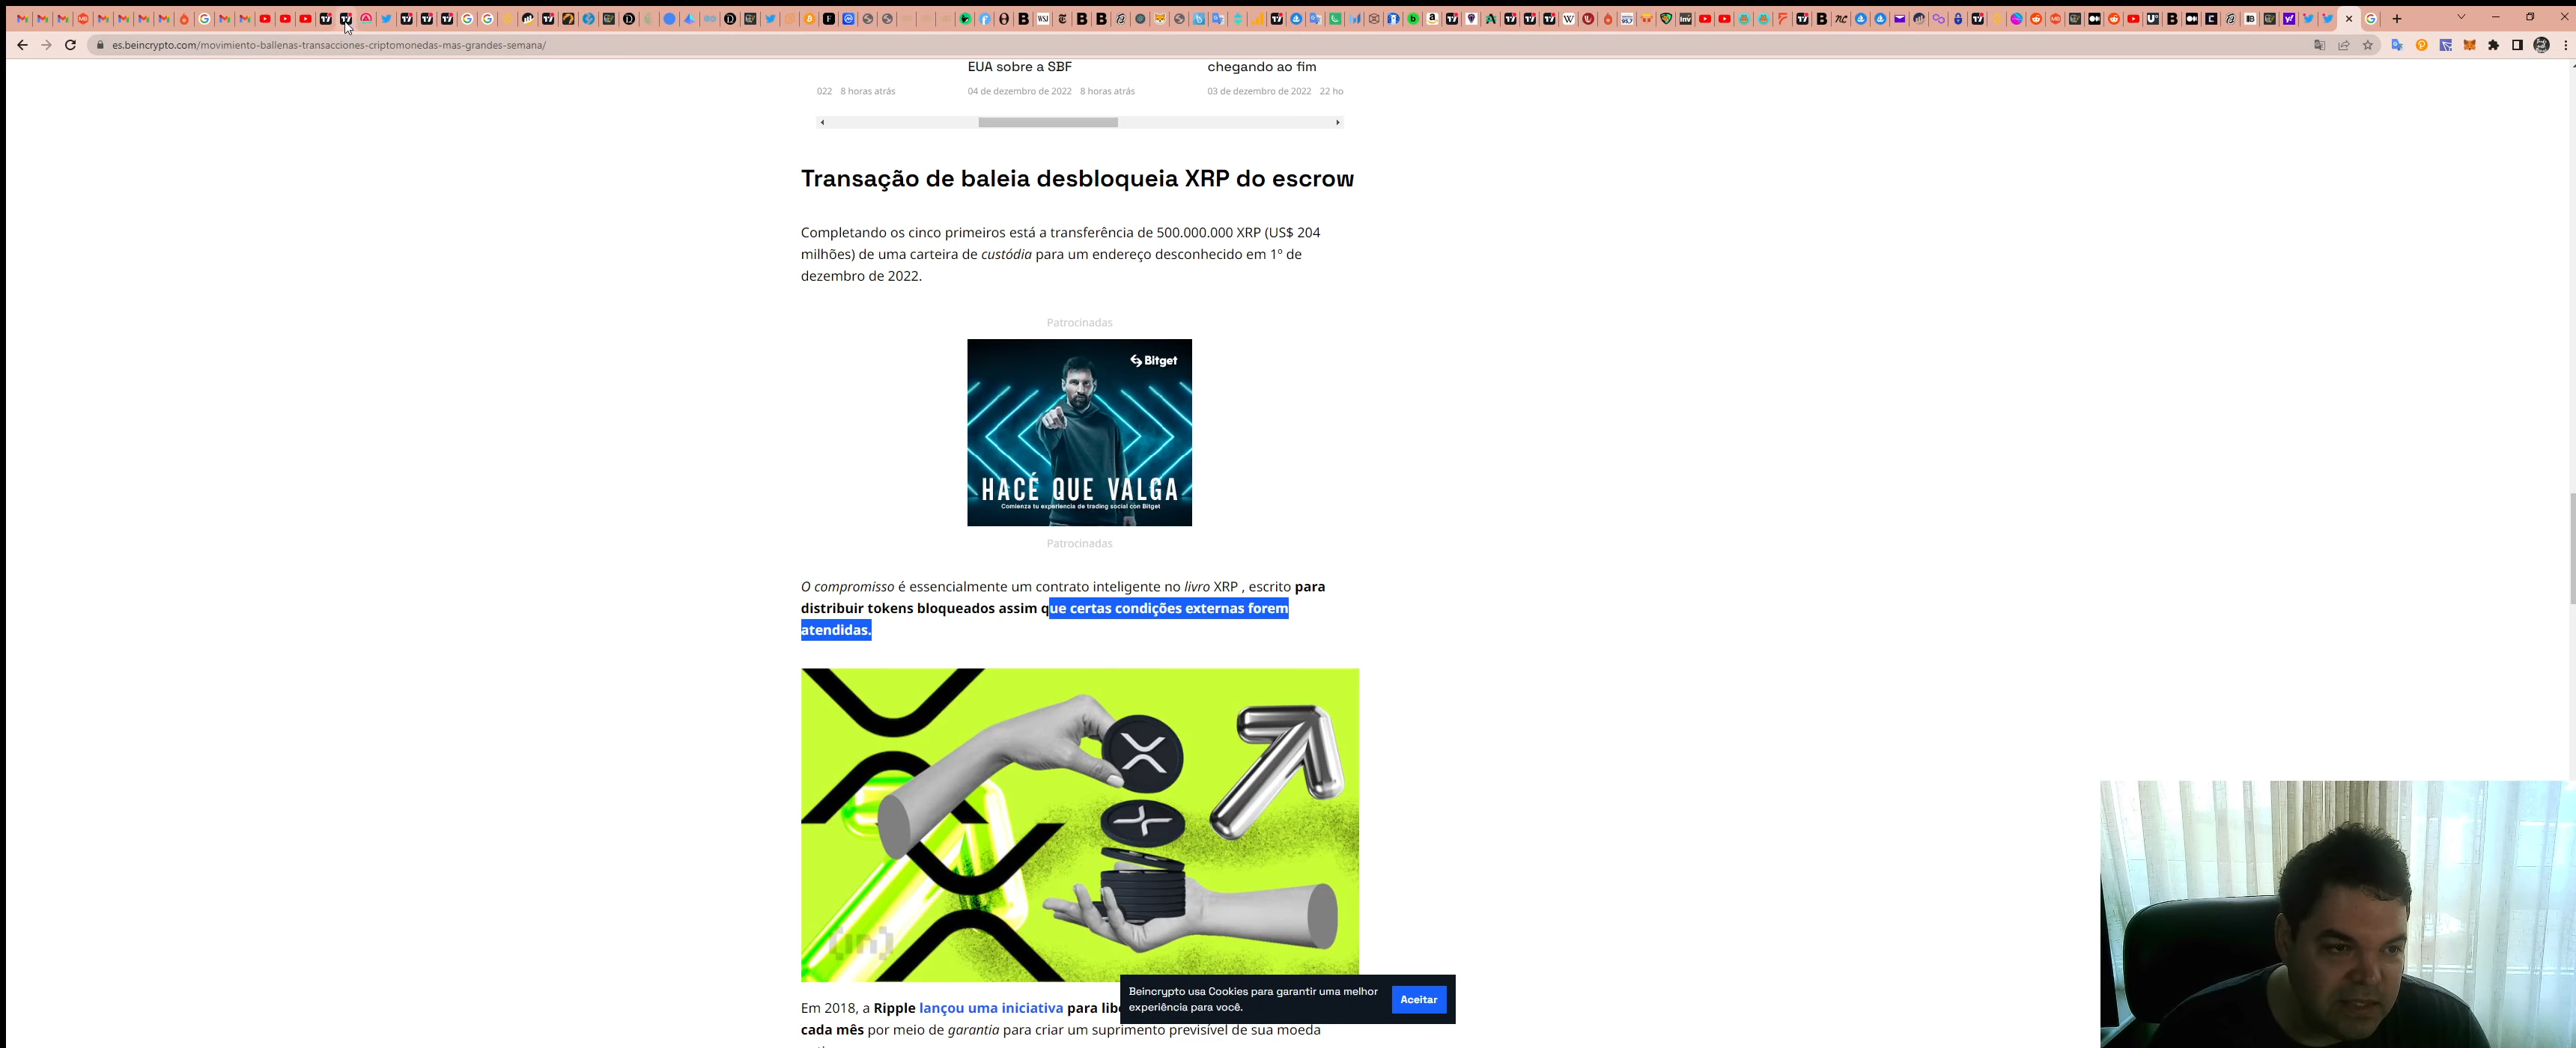 es.beincrypto.com/movimiento-ballenas-transacciones-criptomonedas-mas-grandes-semana/
EUA sobre a SBF
chegando ao fim
022 8 horas atrás
04 de dezembro de 2022 8 horas atrás
03 de dezembro de 2022 22 ho
Transação de baleia desbloqueia XRP do escrow
Completando os cinco primeiros está a transferência de 500.000.000 XRP (US$ 204
milhões) de uma carteira de custódia para um endereço desconhecido em 1º de
dezembro de 2022.
Patrocinadas
Bitget
HACÉ QUE VALGA
Comienza tu experiencia de trading social con Bitget
Patrocinadas
O compromisso é essencialmente um contrato inteligente no livro XRP , escrito para
distribuir tokens bloqueados assim que certas condições externas forem
atendidas.
Em 2018, a Ripple lançou uma iniciativa para libe
cada mês por meio de garantia para criar um suprimento previsível de sua moeda
Beincrypto usa Cookies para garantir uma melhor
experiência para você.
Aceitar